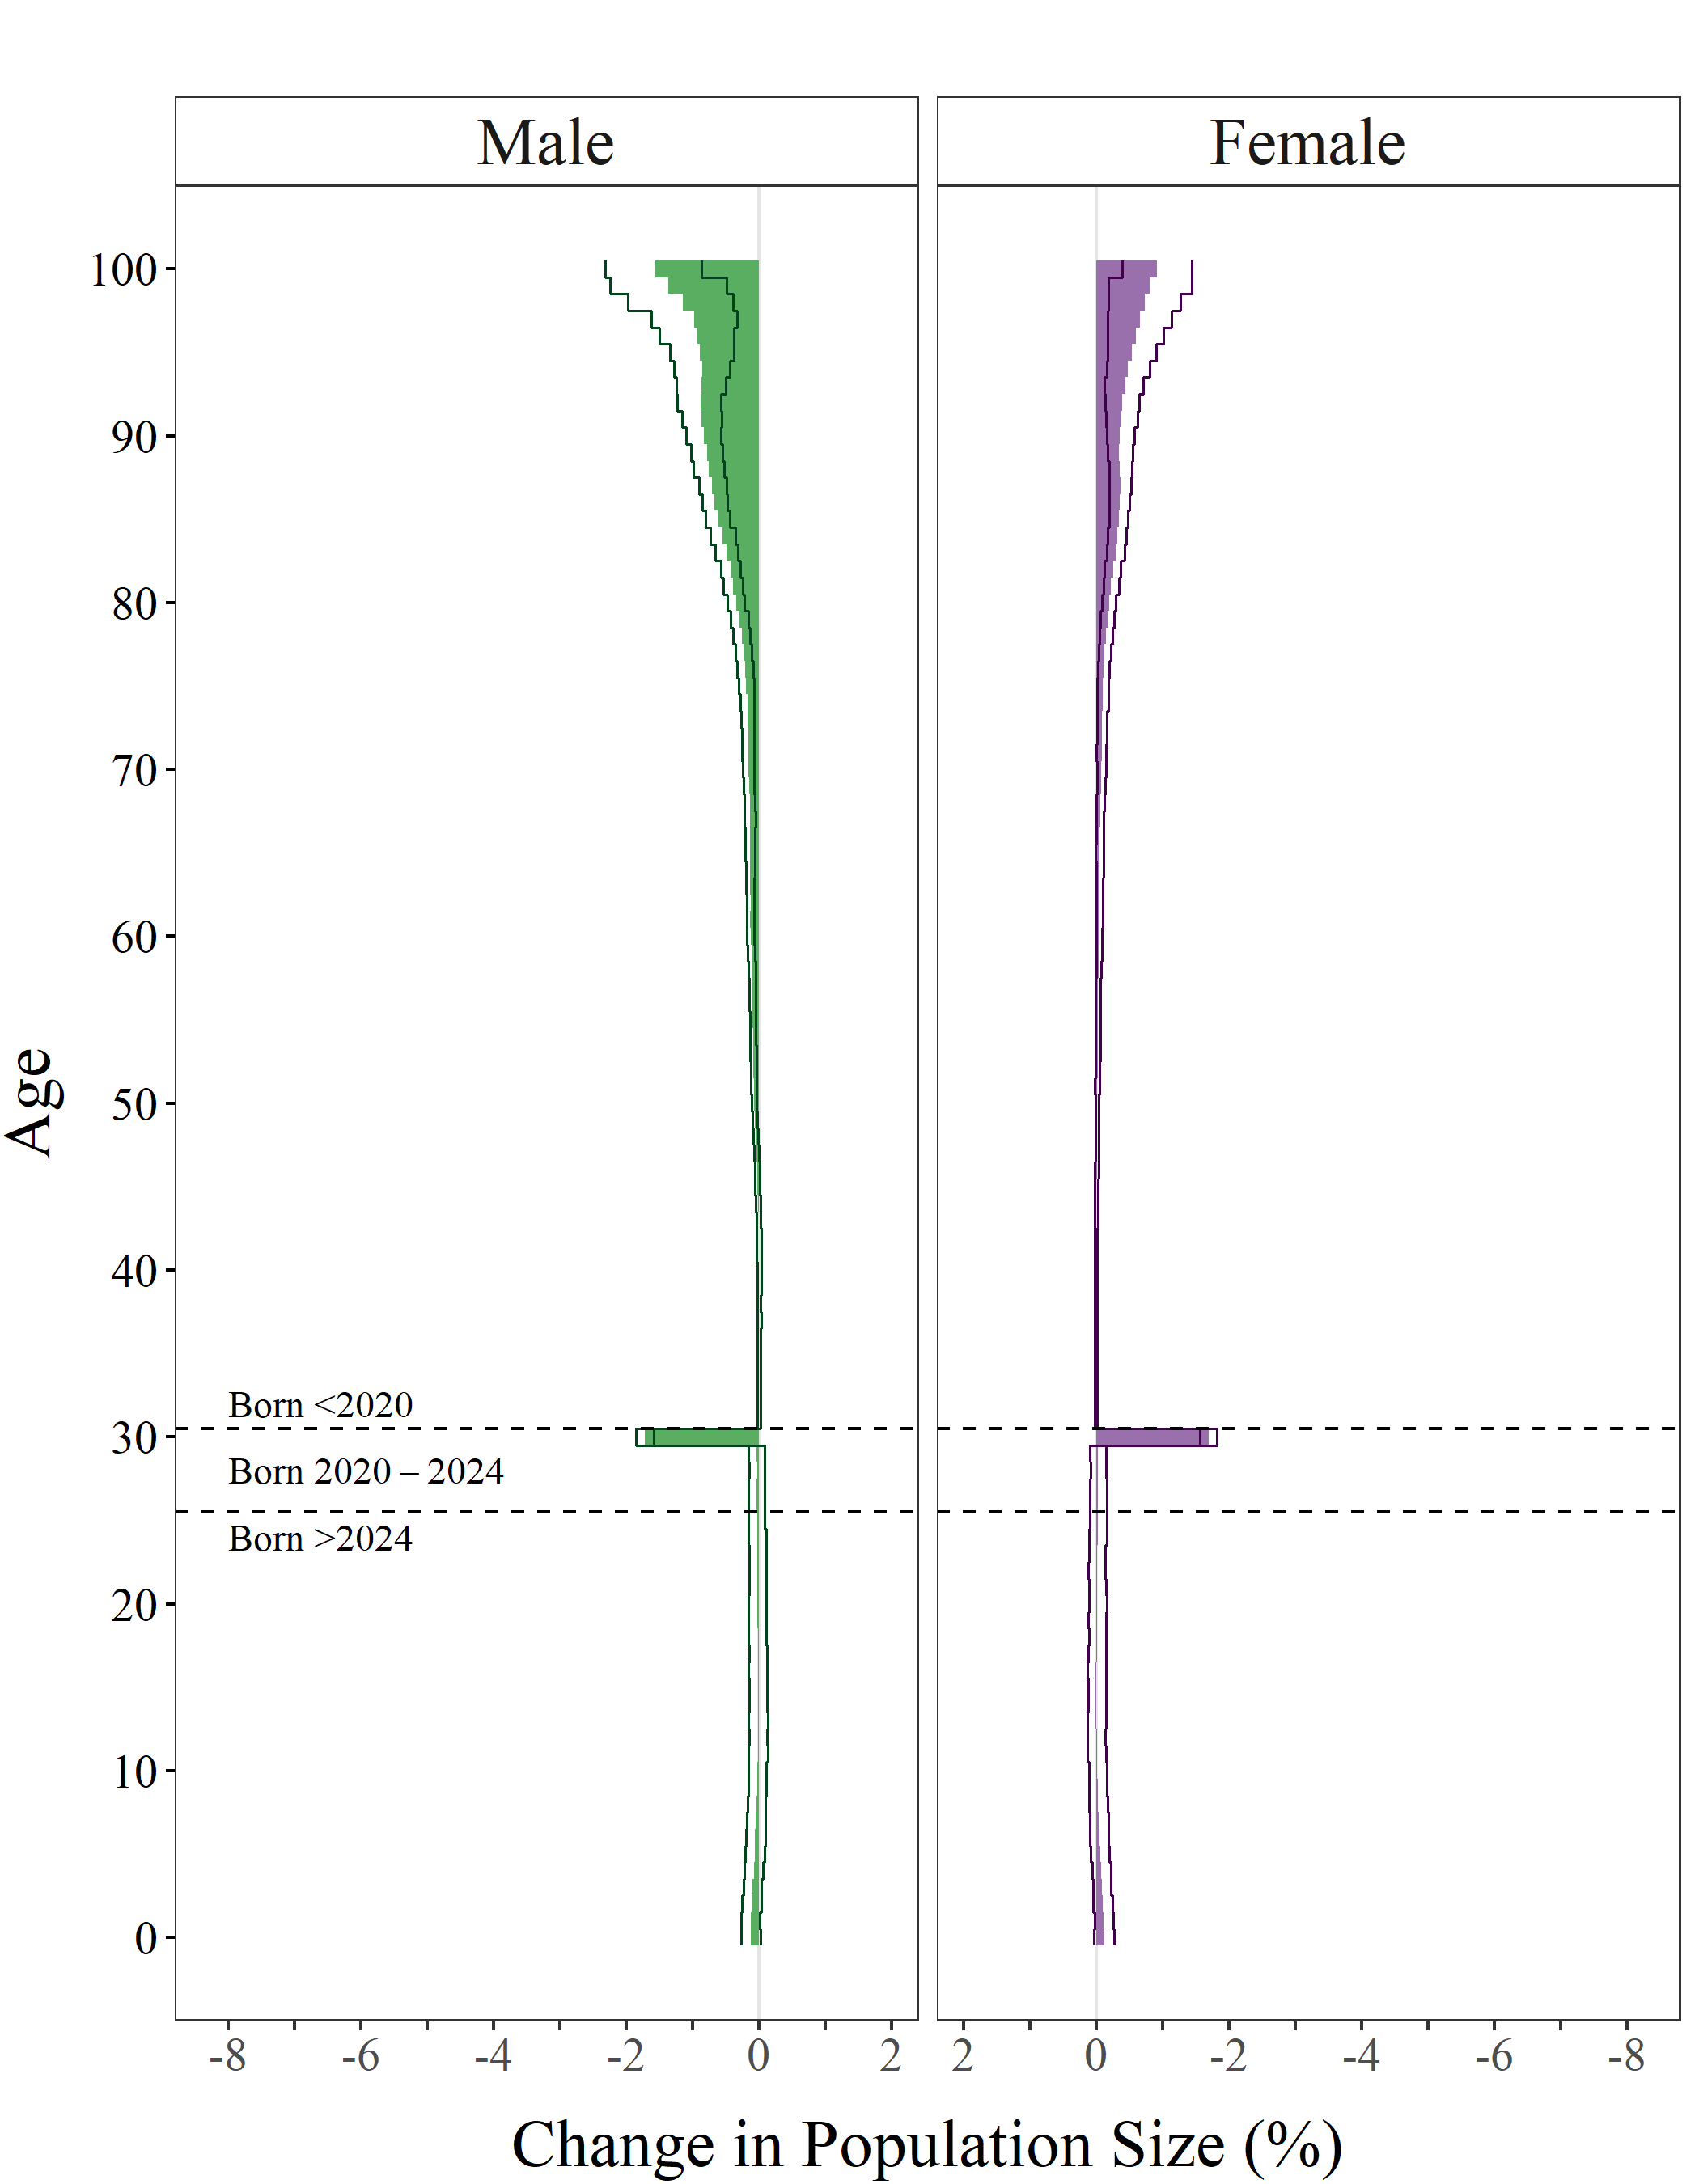 Male
Female
100
90
80
70
60
50
40
30
20
10
0
Age
Born <2020
Born 2020 – 2024
Born >2024
-8 -6 -4 -2 0 2
2 0 -2 -4 -6 -8
Change in Population Size (%)